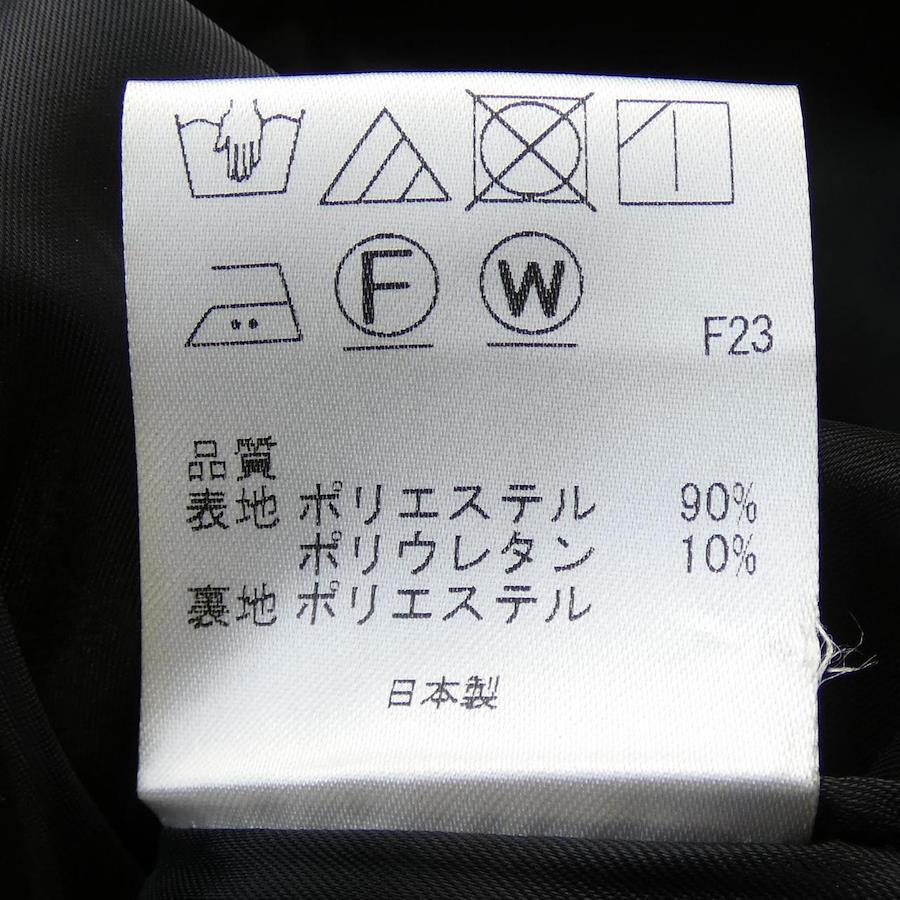 F W F23
品質
表地 ポリエステル 90%
ポリウレタン 10%
裏地 ポリエステル
日本製